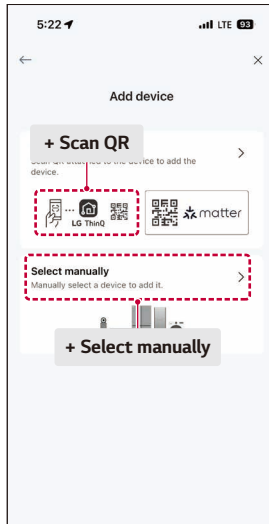 5:22
LTE 93
Add device
+ Scan QR
Scan QR attached to the device to add the
device.
LG ThinQ
matter
Select manually
Manually select a device to add it.
+ Select manually